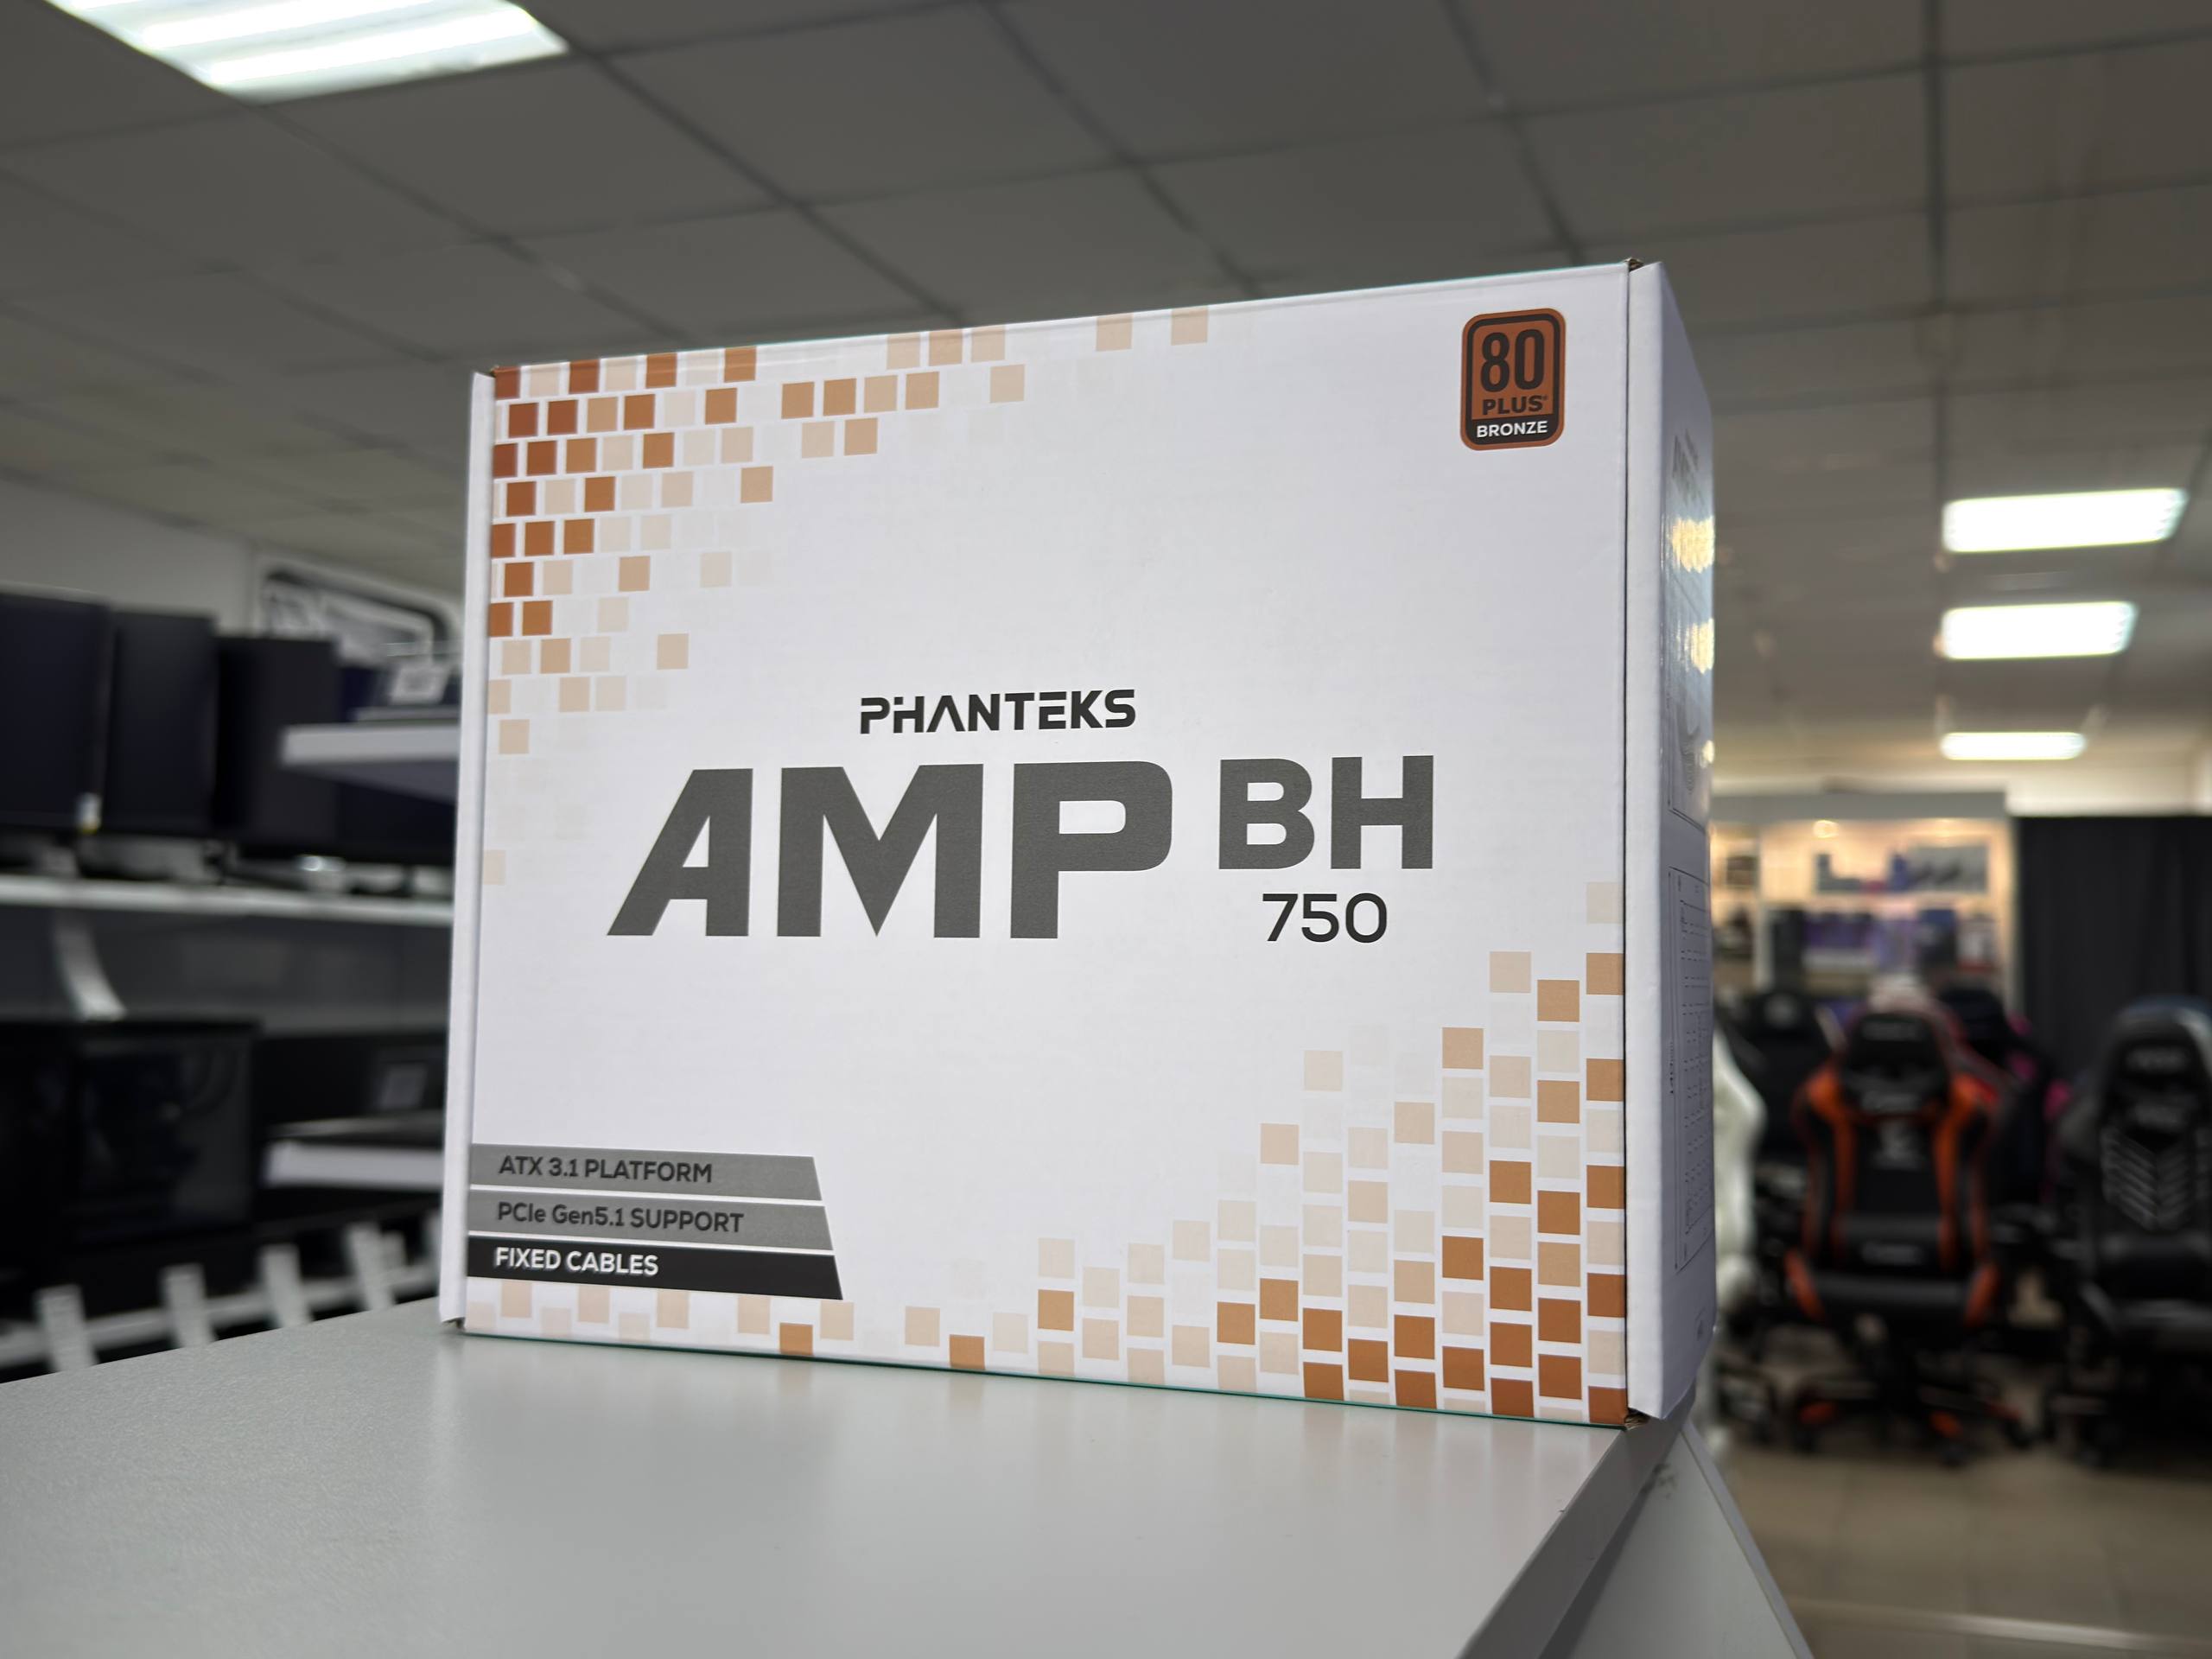 80
PLUS
BRONZE
PHANTEKS
AMP BH
750
ATX 3.1 PLATFORM
PCIe Gen5.1 SUPPORT
FIXED CABLES